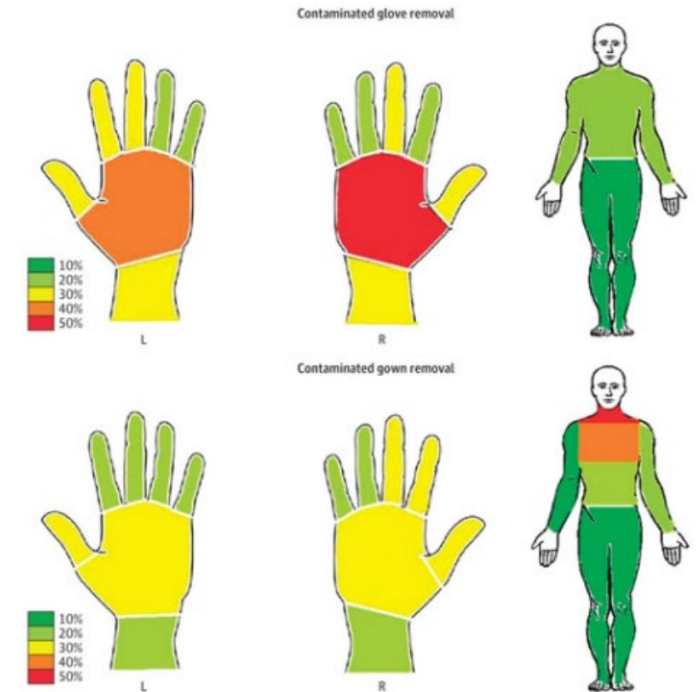 Contaminated glove removal
10%
20%
30%
40%
50%
L
R
Contaminated gown removal
10%
20%
30%
40%
50%
L
R